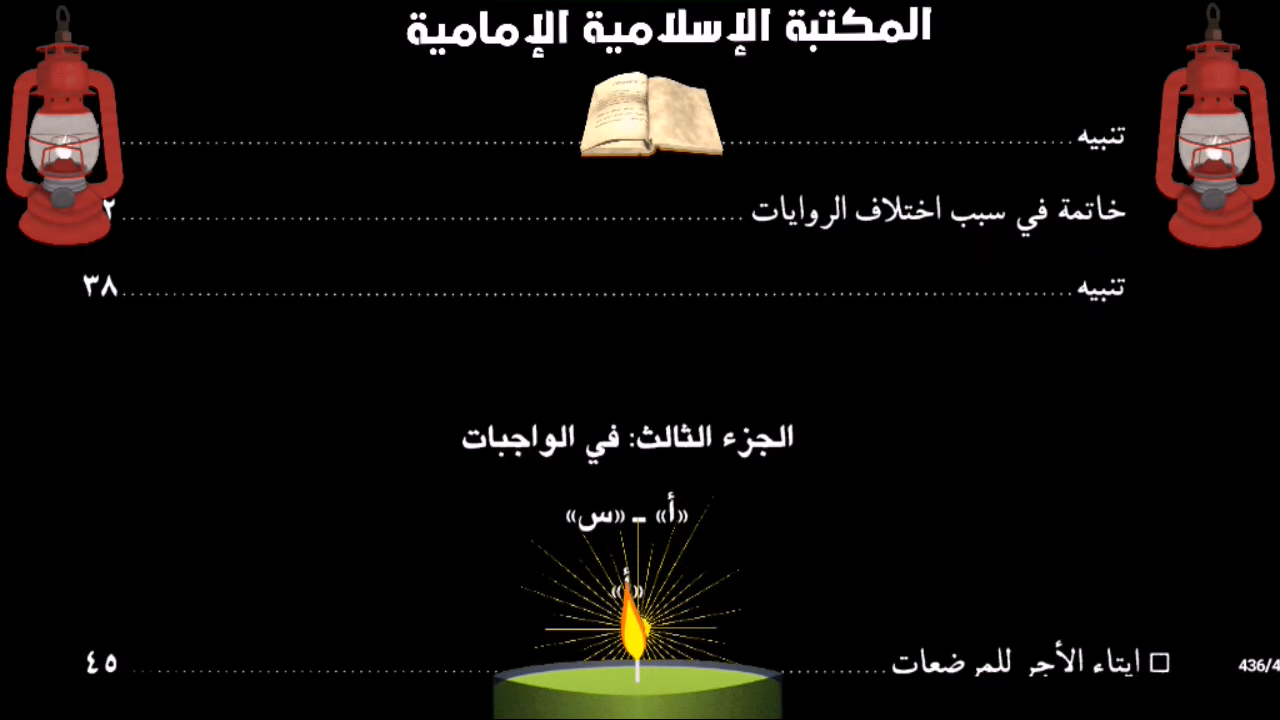 المكتبة الإسلامية الإمامية
تنبيه
خاتمة في سبب اختلاف الروايات
تنبيه ٣٨
الجزء الثالث: في الواجبات
«أ» ــ «س»
«أ»
□ ايتاء الأجر للمرضعات ٤٥
436/4